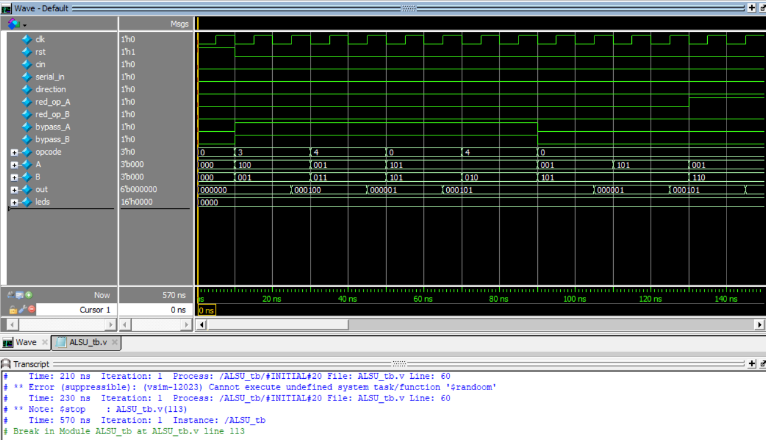 Wave - Default
Msgs
clk 1'h0
rst 1'h1
cin 1'h0
serial_in 1'h0
direction 1'h0
red_op_A 1'h0
red_op_B 1'h0
bypass_A 1'h0
bypass_B 1'h0
opcode 3'h0 0 3 4 0 4 0
A 3'b000 000 100 001 101 001 101 001
B 3'b000 000 001 011 101 010 101 110
out 6'b000000 000000 000100 000001 000101 000001 000101
leds 16'h0000 0000
Now 570 ns ns 20 ns 40 ns 60 ns 80 ns 100 ns 120 ns 140 ns
Cursor 1 0 ns 0 ns
Wave ALSU_tb.v
Transcript
# Time: 210 ns Iteration: 1 Process: /ALSU_tb/#INITIAL#20 File: ALSU_tb.v Line: 60
# ** Error (suppressible): (vsim-12023) Cannot execute undefined system task/function '$randoom'
# Time: 230 ns Iteration: 1 Process: /ALSU_tb/#INITIAL#20 File: ALSU_tb.v Line: 60
# ** Note: $stop : ALSU_tb.v(113)
# Time: 570 ns Iteration: 1 Instance: /ALSU_tb
# Break in Module ALSU_tb at ALSU_tb.v line 113